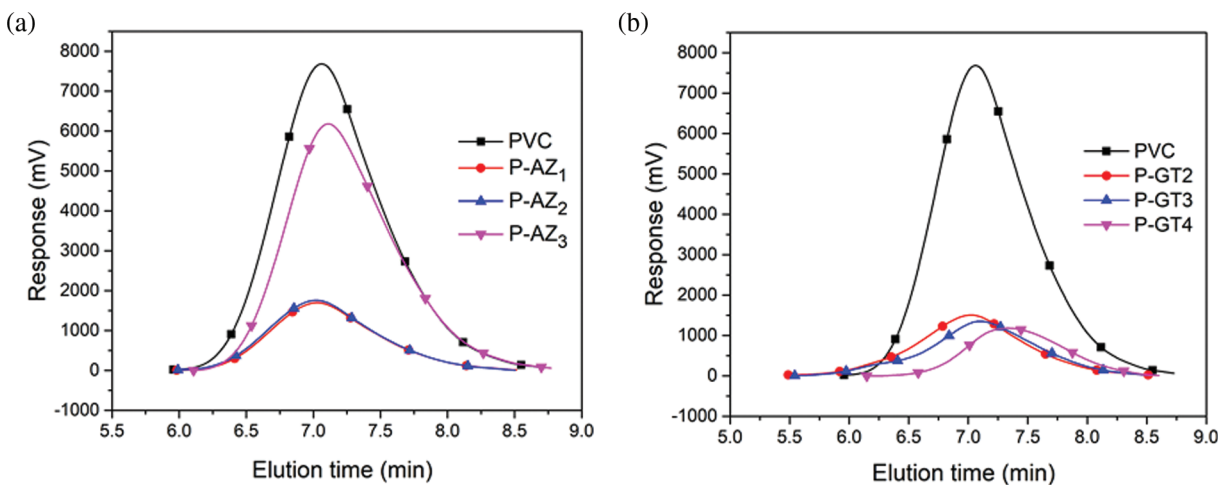 (a)
8000
7000
6000
5000
4000
3000
2000
1000
0
-1000
Response (mV)
PVC
P-AZ₁
P-AZ₂
P-AZ₃
5.5 6.0 6.5 7.0 7.5 8.0 8.5 9.0
Elution time (min)
(b)
8000
7000
6000
5000
4000
3000
2000
1000
0
-1000
Response (mV)
PVC
P-GT2
P-GT3
P-GT4
5.0 5.5 6.0 6.5 7.0 7.5 8.0 8.5 9.0
Elution time (min)